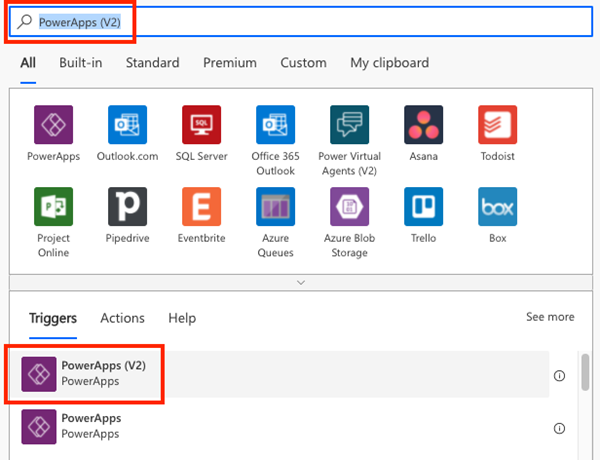 PowerApps (V2)
All Built-in Standard Premium Custom My clipboard
PowerApps Outlook.com SQL Server Office 365 Outlook Power Virtual Agents (V2) Asana Todoist
Project Online Pipedrive Eventbrite Azure Queues Azure Blob Storage Trello Box
Triggers Actions Help See more
PowerApps (V2)
PowerApps
PowerApps
PowerApps